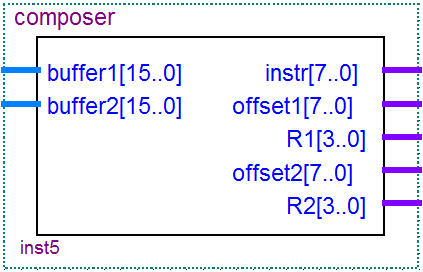 composer
buffer1[15..0] instr[7..0]
buffer2[15..0] offset1[7..0]
R1[3..0]
offset2[7..0]
R2[3..0]
inst5